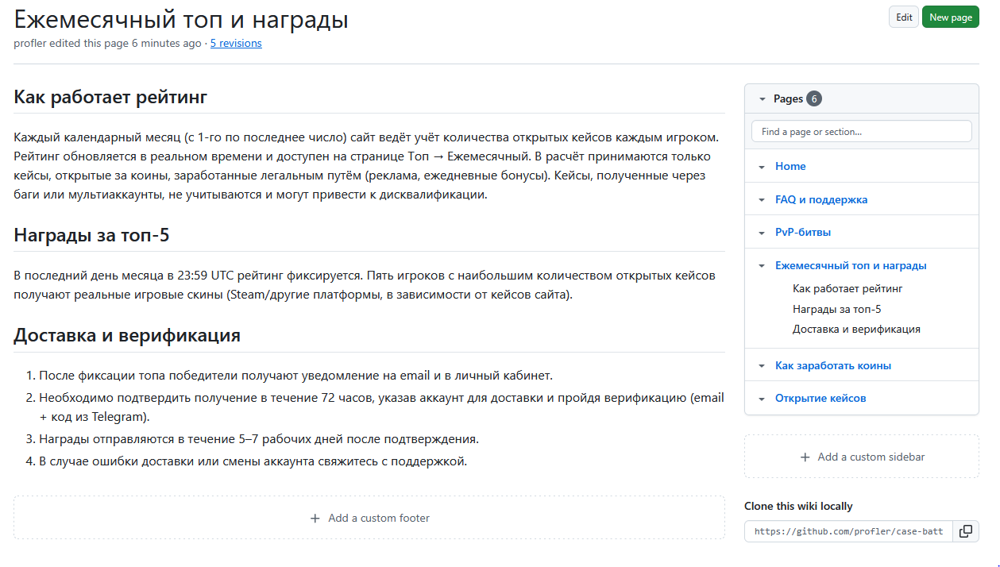 Ежемесячный топ и награды
Edit
New page
profler edited this page 6 minutes ago · 5 revisions
Как работает рейтинг
Каждый календарный месяц (с 1-го по последнее число) сайт ведёт учёт количества открытых кейсов каждым игроком.
Рейтинг обновляется в реальном времени и доступен на странице Топ → Ежемесячный. В расчёт принимаются только
кейсы, открытые за коины, заработанные легальным путём (реклама, ежедневные бонусы). Кейсы, полученные через
баги или мультиаккаунты, не учитываются и могут привести к дисквалификации.
Награды за топ-5
В последний день месяца в 23:59 UTC рейтинг фиксируется. Пять игроков с наибольшим количеством открытых кейсов
получают реальные игровые скины (Steam/другие платформы, в зависимости от кейсов сайта).
Доставка и верификация
1. После фиксации топа победители получают уведомление на email и в личный кабинет.
2. Необходимо подтвердить получение в течение 72 часов, указав аккаунт для доставки и пройдя верификацию (email
+ код из Telegram).
3. Награды отправляются в течение 5–7 рабочих дней после подтверждения.
4. В случае ошибки доставки или смены аккаунта свяжитесь с поддержкой.
+ Add a custom footer
Pages 6
Find a page or section...
Home
FAQ и поддержка
PvP-битвы
Ежемесячный топ и награды
Как работает рейтинг
Награды за топ-5
Доставка и верификация
Как заработать коины
Открытие кейсов
+ Add a custom sidebar
Clone this wiki locally
https://github.com/profler/case-batt